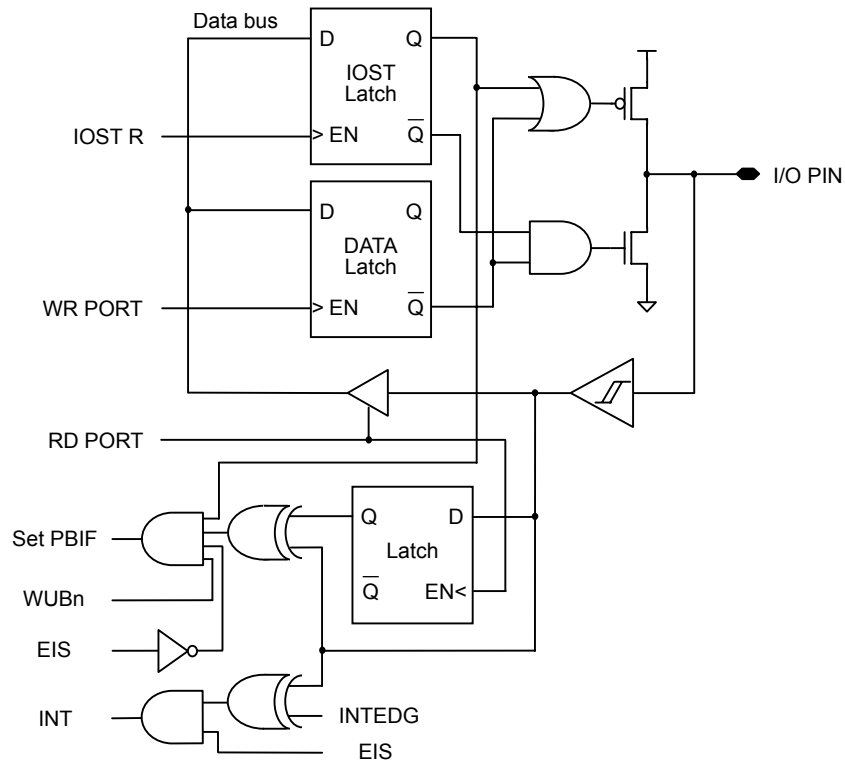 Data bus
D Q
IOST
Latch
IOST R
> EN Q̅
I/O PIN
D Q
DATA
Latch
WR PORT
> EN Q̅
RD PORT
Q D
Set PBIF
Latch
WUBn
Q̅ EN<
EIS
INT
INTEDG
EIS